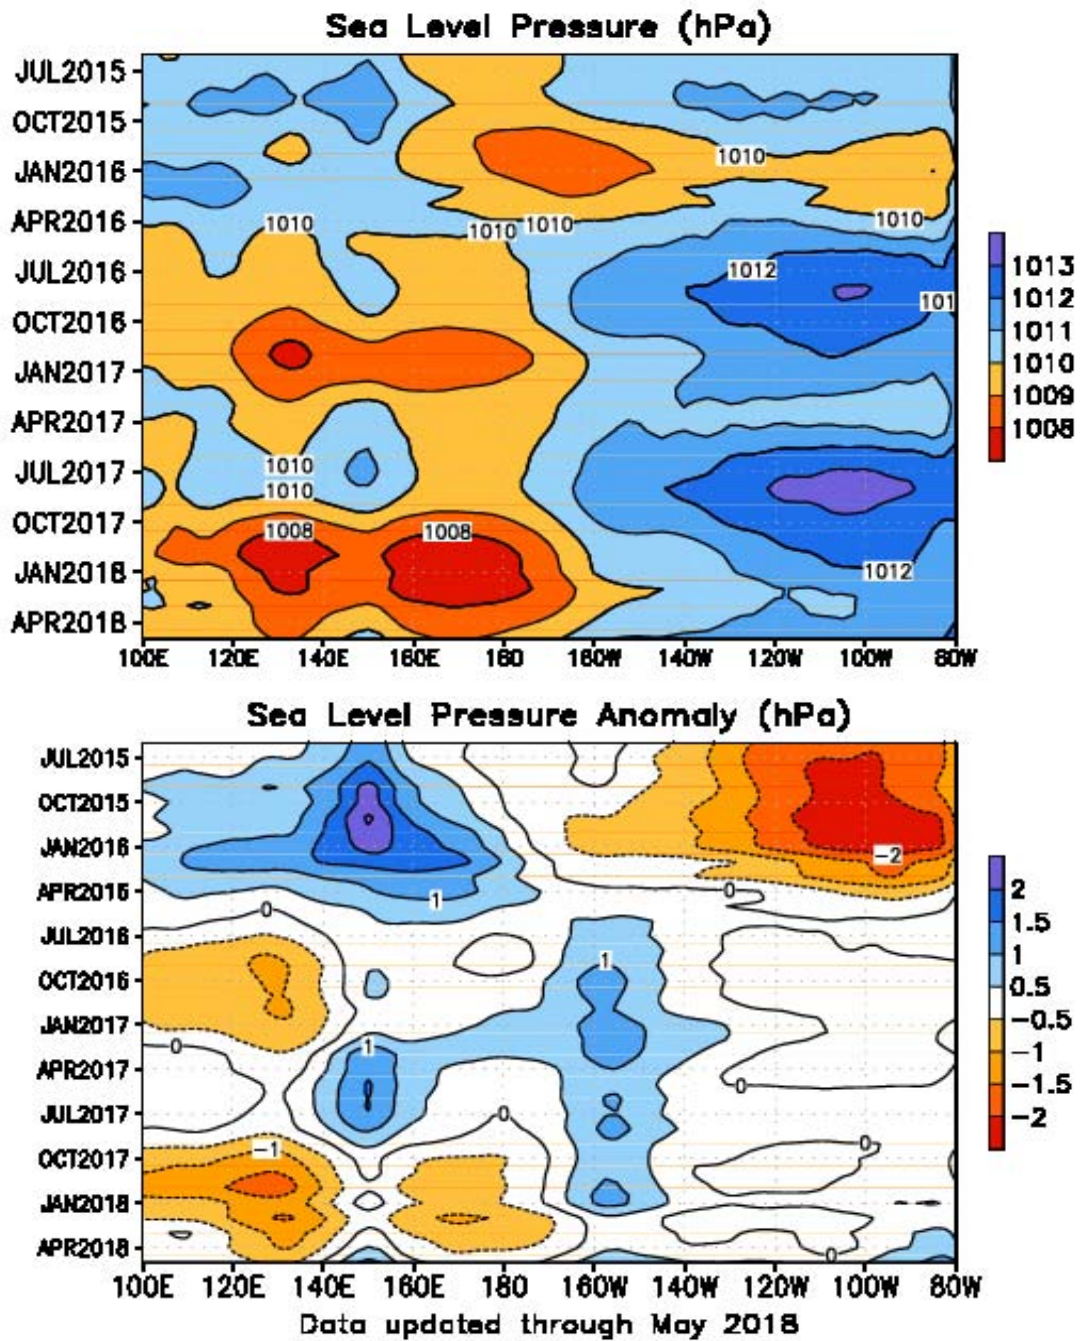 Sea Level Pressure (hPa)
JUL2015
OCT2015
JAN2016
APR2016
JUL2016
OCT2016
JAN2017
APR2017
JUL2017
OCT2017
JAN2018
APR2018
1010
1010
1010
1010
1010
1012
101
1010
1010
1008
1008
1012
1013
1012
1011
1010
1009
1008
100E 120E 140E 160E 180 160W 140W 120W 100W 80W
Sea Level Pressure Anomaly (hPa)
JUL2015
OCT2015
JAN2016
APR2016
JUL2016
OCT2016
JAN2017
APR2017
JUL2017
OCT2017
JAN2018
APR2018
-2
0
1
0
1
1
0
0
0
-1
0
0
2
1.5
1
0.5
-0.5
-1
-1.5
-2
100E 120E 140E 160E 180 160W 140W 120W 100W 80W
Data updated through May 2018